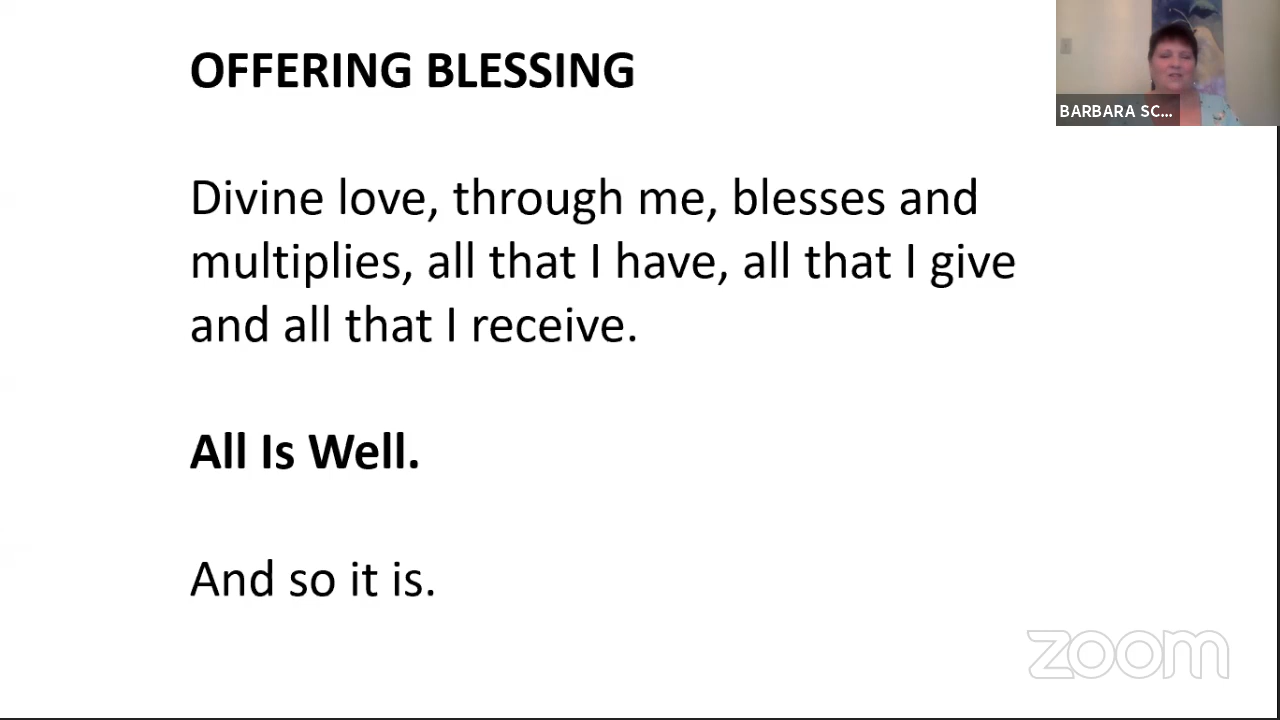 OFFERING BLESSING
BARBARA SC...
Divine love, through me, blesses and
multiplies, all that I have, all that I give
and all that I receive.
All Is Well.
And so it is.
zoom